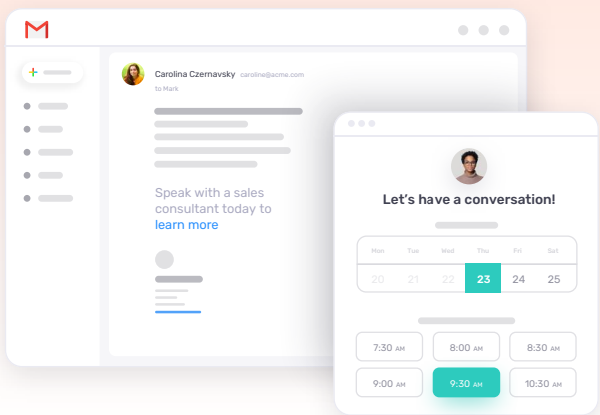 Carolina Czernavsky caroline@acme.com
to Mark
Speak with a sales
consultant today to
learn more
Let's have a conversation!
Mon Tue Wed Thu Fri Sat
20 21 22 23 24 25
7:30 AM 8:00 AM 8:30 AM
9:00 AM 9:30 AM 10:30 AM